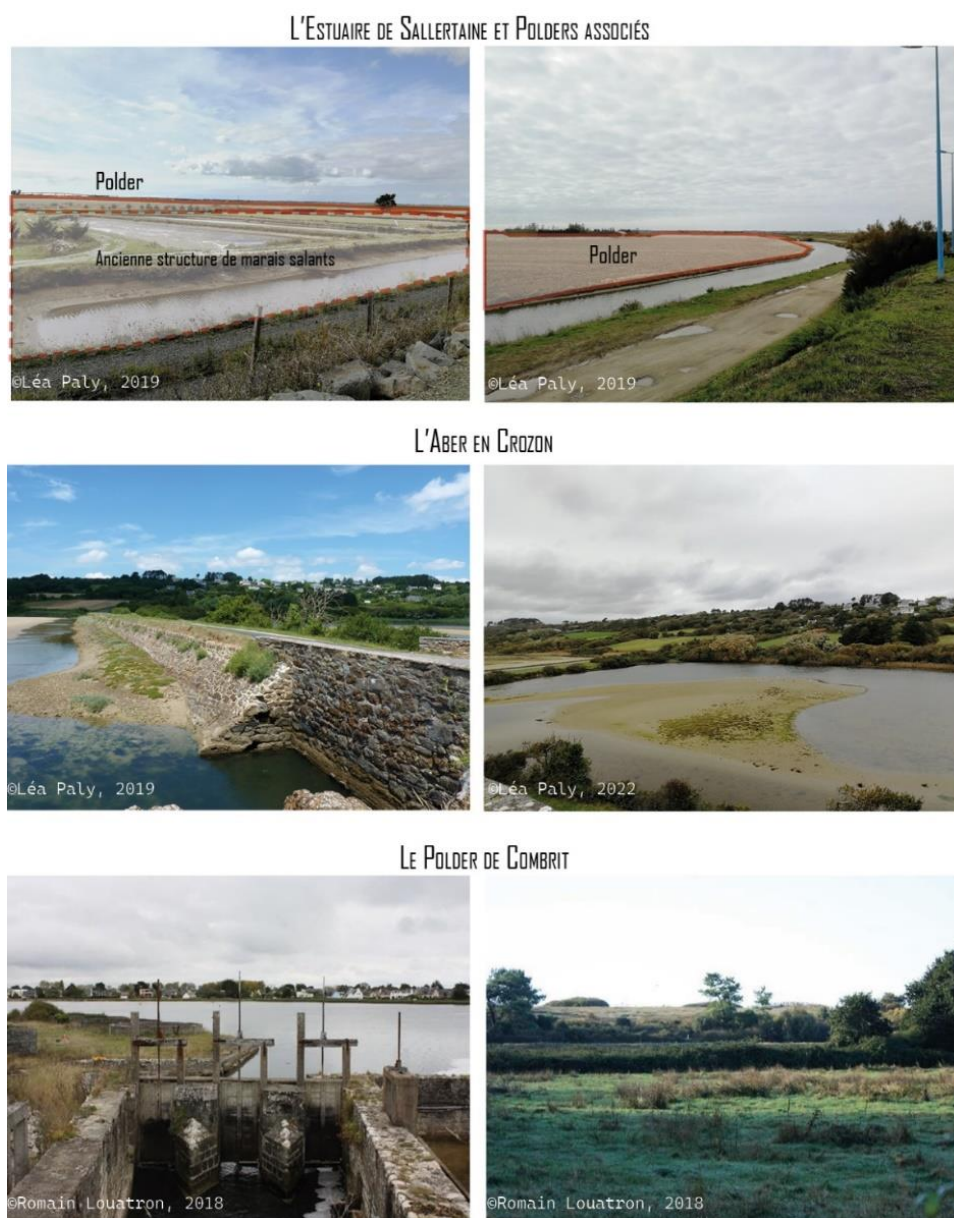 L'Estuaire de Sallertaine et Polders associés
Polder
Ancienne structure de marais salants
©Léa Paly, 2019
Polder
©Léa Paly, 2019
L'Aber en Crozon
©Léa Paly, 2019
©Léa Paly, 2022
Le Polder de Combrit
©Romain Louatron, 2018
©Romain Louatron, 2018